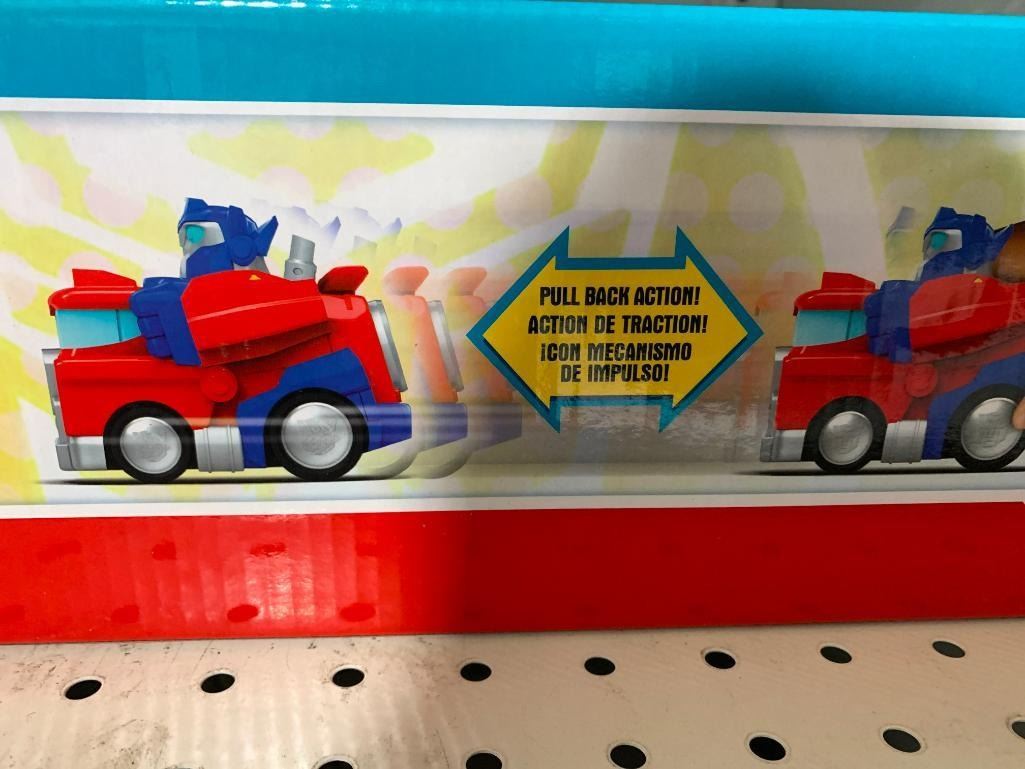 PULL BACK ACTION!
ACTION DE TRACTION!
¡CON MECANISMO
DE IMPULSO!